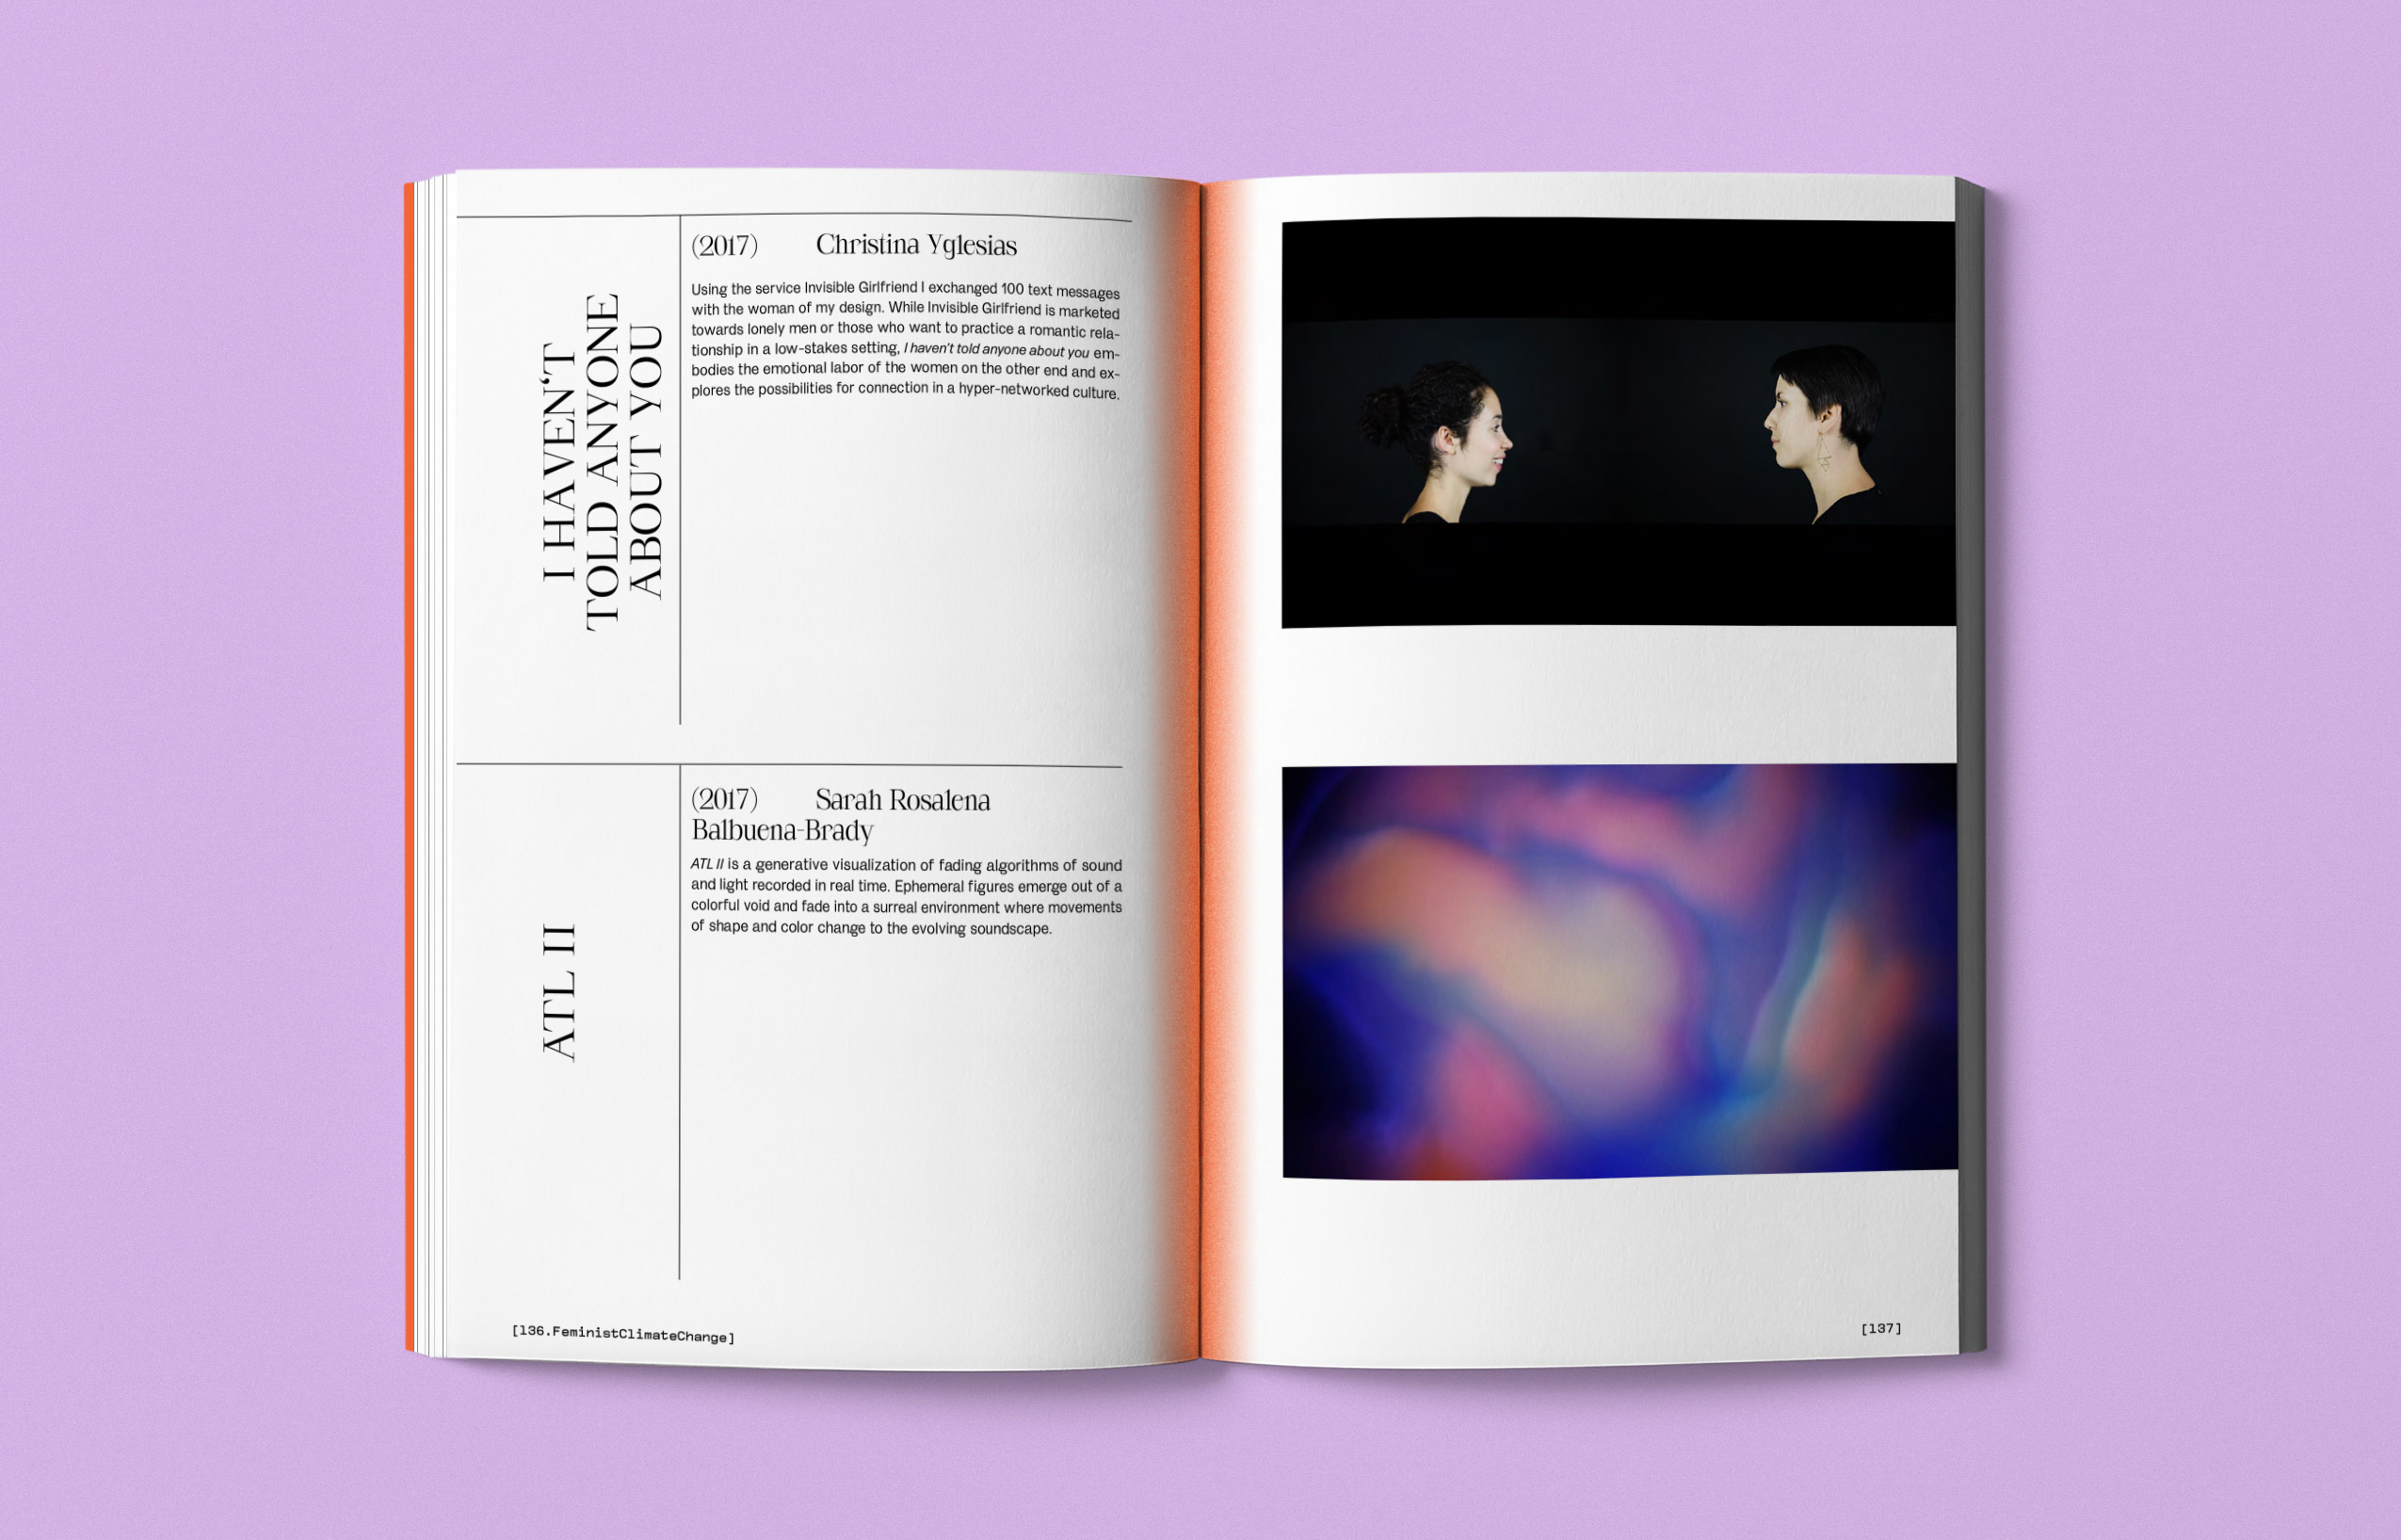 I HAVEN‘T
TOLD ANYONE
ABOUT YOU
(2017) Christina Yglesias
Using the service Invisible Girlfriend I exchanged 100 text messages
with the woman of my design. While Invisible Girlfriend is marketed
towards lonely men or those who want to practice a romantic rela-
tionship in a low-stakes setting, I haven't told anyone about you em-
bodies the emotional labor of the women on the other end and ex-
plores the possibilities for connection in a hyper-networked culture.
ATL II
(2017) Sarah Rosalena
Balbuena-Brady
ATL II is a generative visualization of fading algorithms of sound
and light recorded in real time. Ephemeral figures emerge out of a
colorful void and fade into a surreal environment where movements
of shape and color change to the evolving soundscape.
[136.FeministClimateChange]
[137]